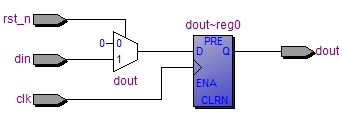 rst_n
din
clk
0
0
1
dout
dout~reg0
PRE
D
Q
ENA
CLRN
dout